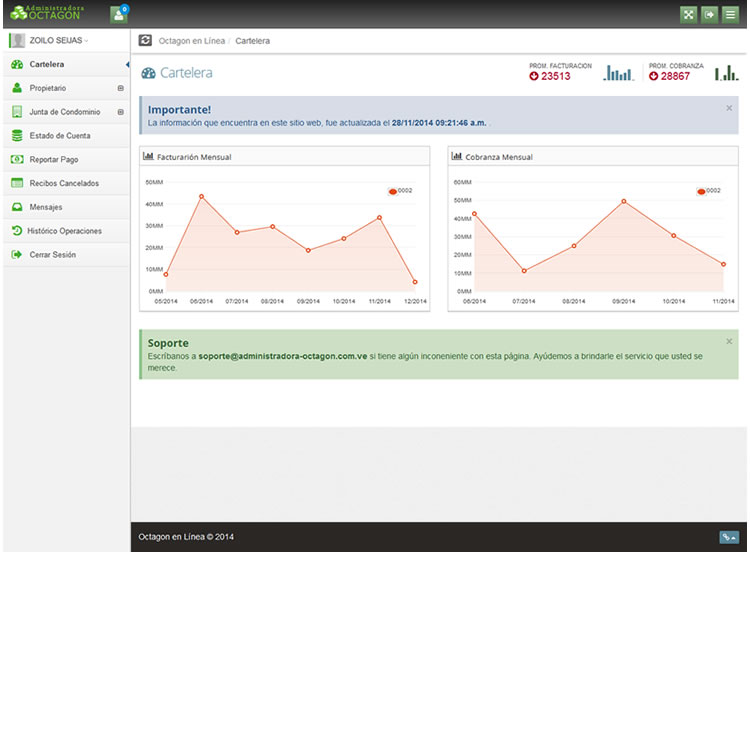 Administradora
OCTAGON
0
ZOILO SEIJAS
Octagon en Línea / Cartelera
Cartelera
Propietario
Junta de Condominio
Estado de Cuenta
Reportar Pago
Recibos Cancelados
Mensajes
Histórico Operaciones
Cerrar Sesión
Cartelera
PROM. FACTURACION
23513
PROM. COBRANZA
28867
Importante!
La información que encuentra en este sitio web, fue actualizada el 28/11/2014 09:21:46 a.m. .
×
Facturarión Mensual
50MM
40MM
30MM
20MM
10MM
0MM
0002
05/2014 06/2014 07/2014 08/2014 09/2014 10/2014 11/2014 12/2014
Cobranza Mensual
60MM
50MM
40MM
30MM
20MM
10MM
0MM
0002
06/2014 07/2014 08/2014 09/2014 10/2014 11/2014
Soporte
Escríbanos a soporte@administradora-octagon.com.ve si tiene algún inconeniente con esta página. Ayúdemos a brindarle el servicio que usted se
merece.
×
Octagon en Línea © 2014